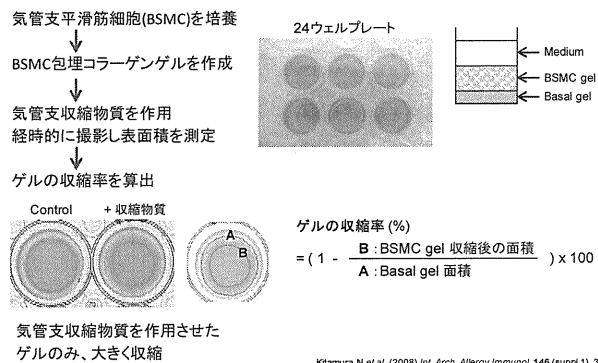 気管支平滑筋細胞(BSMC)を培養
BSMC包埋コラーゲンゲルを作成
気管支収縮物質を作用
経時的に撮影し表面積を測定
ゲルの収縮率を算出
24ウェルプレート
Medium
BSMC gel
Basal gel
Control
+ 収縮物質
A
B
ゲルの収縮率 (%)
= ( 1 - B : BSMC gel 収縮後の面積 ) x 100
A : Basal gel 面積
気管支収縮物質を作用させた
ゲルのみ、大きく収縮
Kitamura N et al. (2008) Int. Arch. Allergy Immunol. 146 (suppl 1), 3